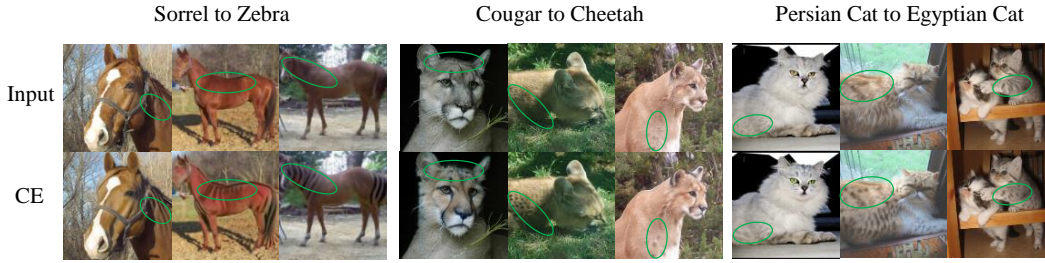 Sorrel to Zebra
Cougar to Cheetah
Persian Cat to Egyptian Cat
Input
CE